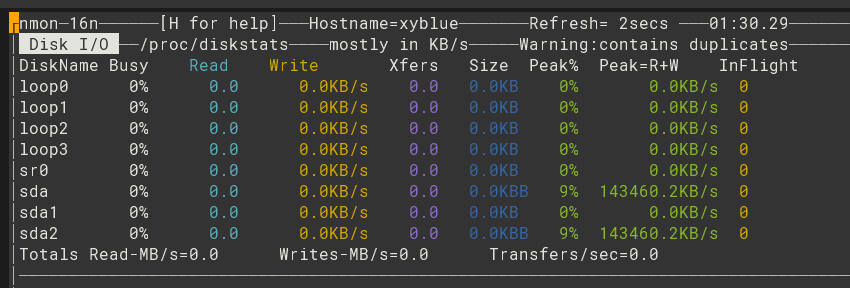 nmon—16n——————[H for help]———Hostname=xyblue———————Refresh= 2secs ———01:30.29—————
Disk I/O ——/proc/diskstats————mostly in KB/s—————Warning:contains duplicates——————
DiskName Busy    Read    Write       Xfers   Size  Peak%  Peak=R+W    InFlight
loop0      0%      0.0      0.0KB/s    0.0   0.0KB    0%       0.0KB/s  0
loop1      0%      0.0      0.0KB/s    0.0   0.0KB    0%       0.0KB/s  0
loop2      0%      0.0      0.0KB/s    0.0   0.0KB    0%       0.0KB/s  0
loop3      0%      0.0      0.0KB/s    0.0   0.0KB    0%       0.0KB/s  0
sr0        0%      0.0      0.0KB/s    0.0   0.0KB    0%       0.0KB/s  0
sda        0%      0.0      0.0KB/s    0.0   0.0KBB   9%  143460.2KB/s  0
sda1       0%      0.0      0.0KB/s    0.0   0.0KB    0%       0.0KB/s  0
sda2       0%      0.0      0.0KB/s    0.0   0.0KBB   9%  143460.2KB/s  0
Totals Read-MB/s=0.0      Writes-MB/s=0.0      Transfers/sec=0.0